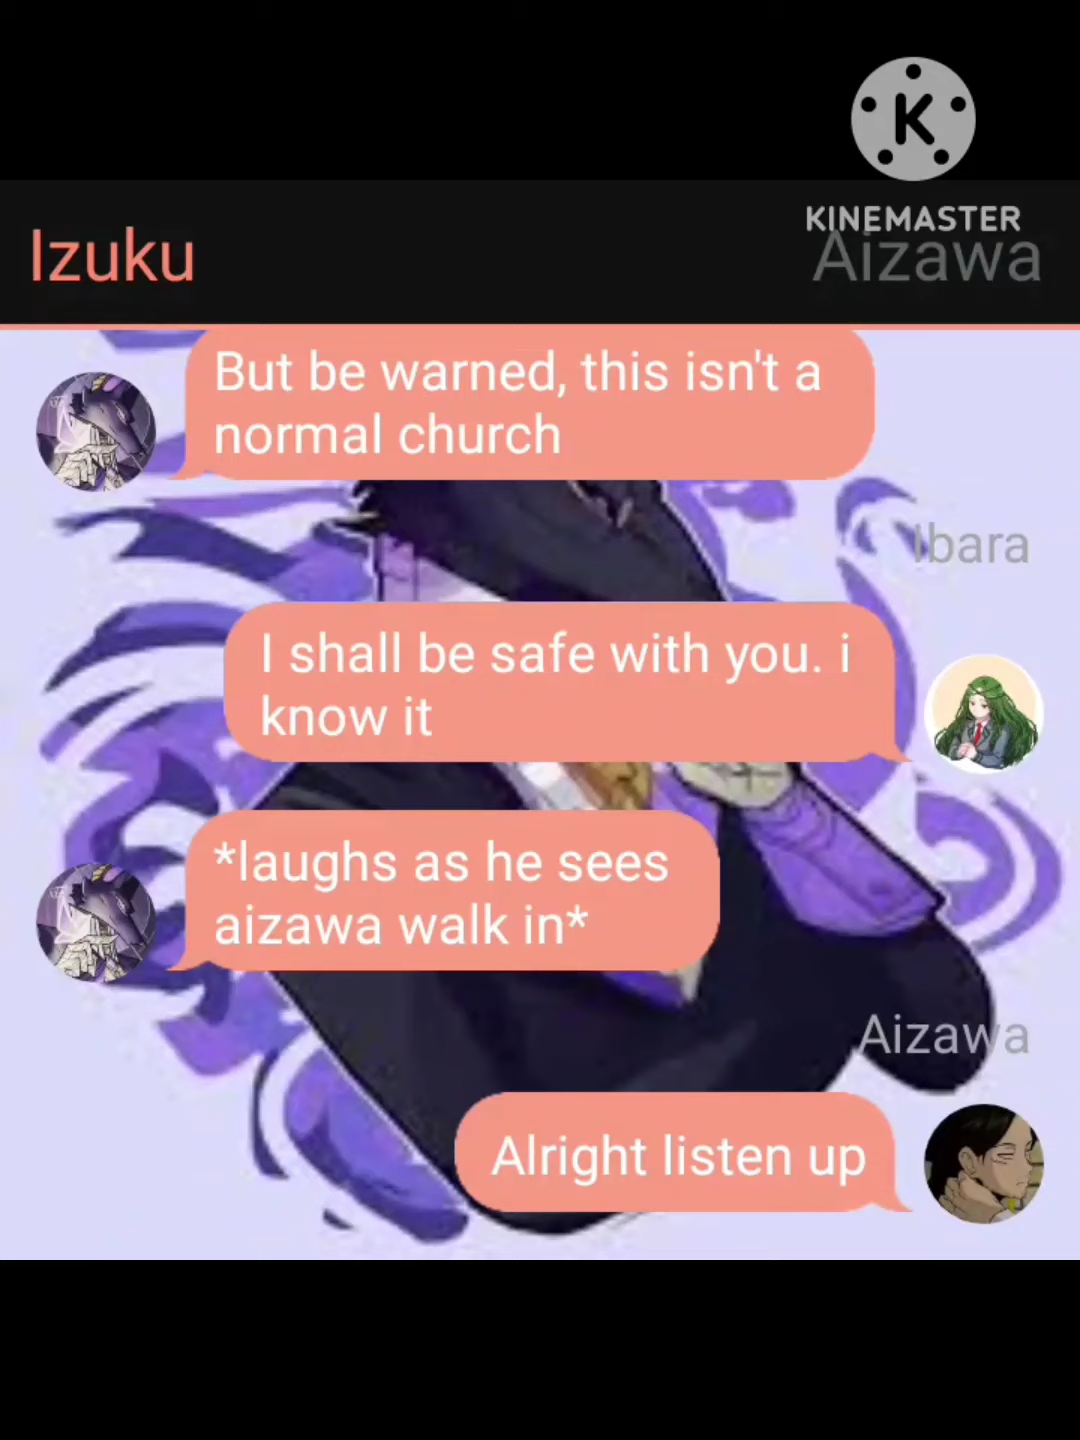 K
KINEMASTER
Izuku
Aizawa
But be warned, this isn't a
normal church
Ibara
I shall be safe with you. i
know it
*laughs as he sees
aizawa walk in*
Aizawa
Alright listen up